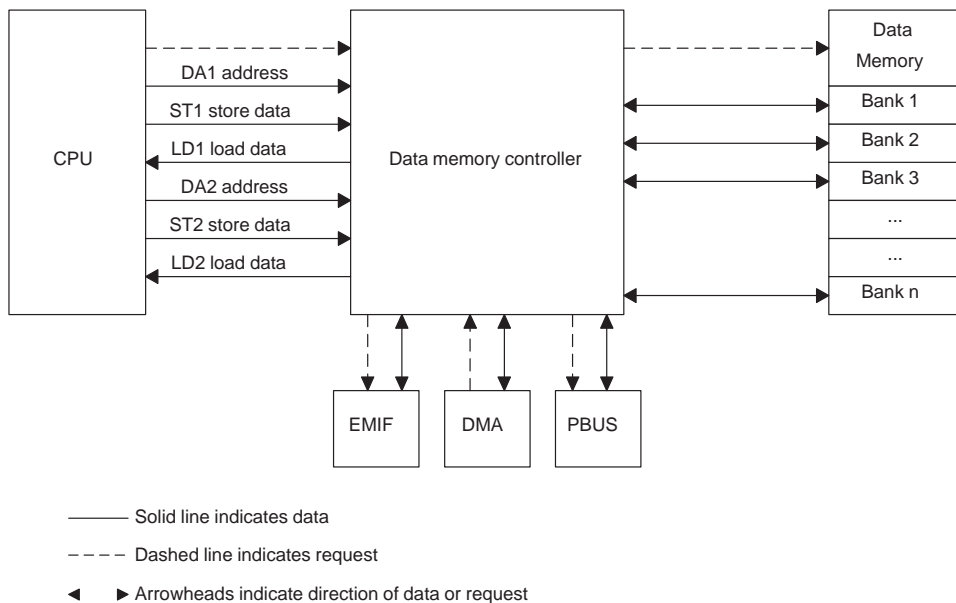 CPU
DA1 address
ST1 store data
LD1 load data
DA2 address
ST2 store data
LD2 load data
Data memory controller
Data
Memory
Bank 1
Bank 2
Bank 3
...
...
Bank n
EMIF
DMA
PBUS
Solid line indicates data
Dashed line indicates request
Arrowheads indicate direction of data or request